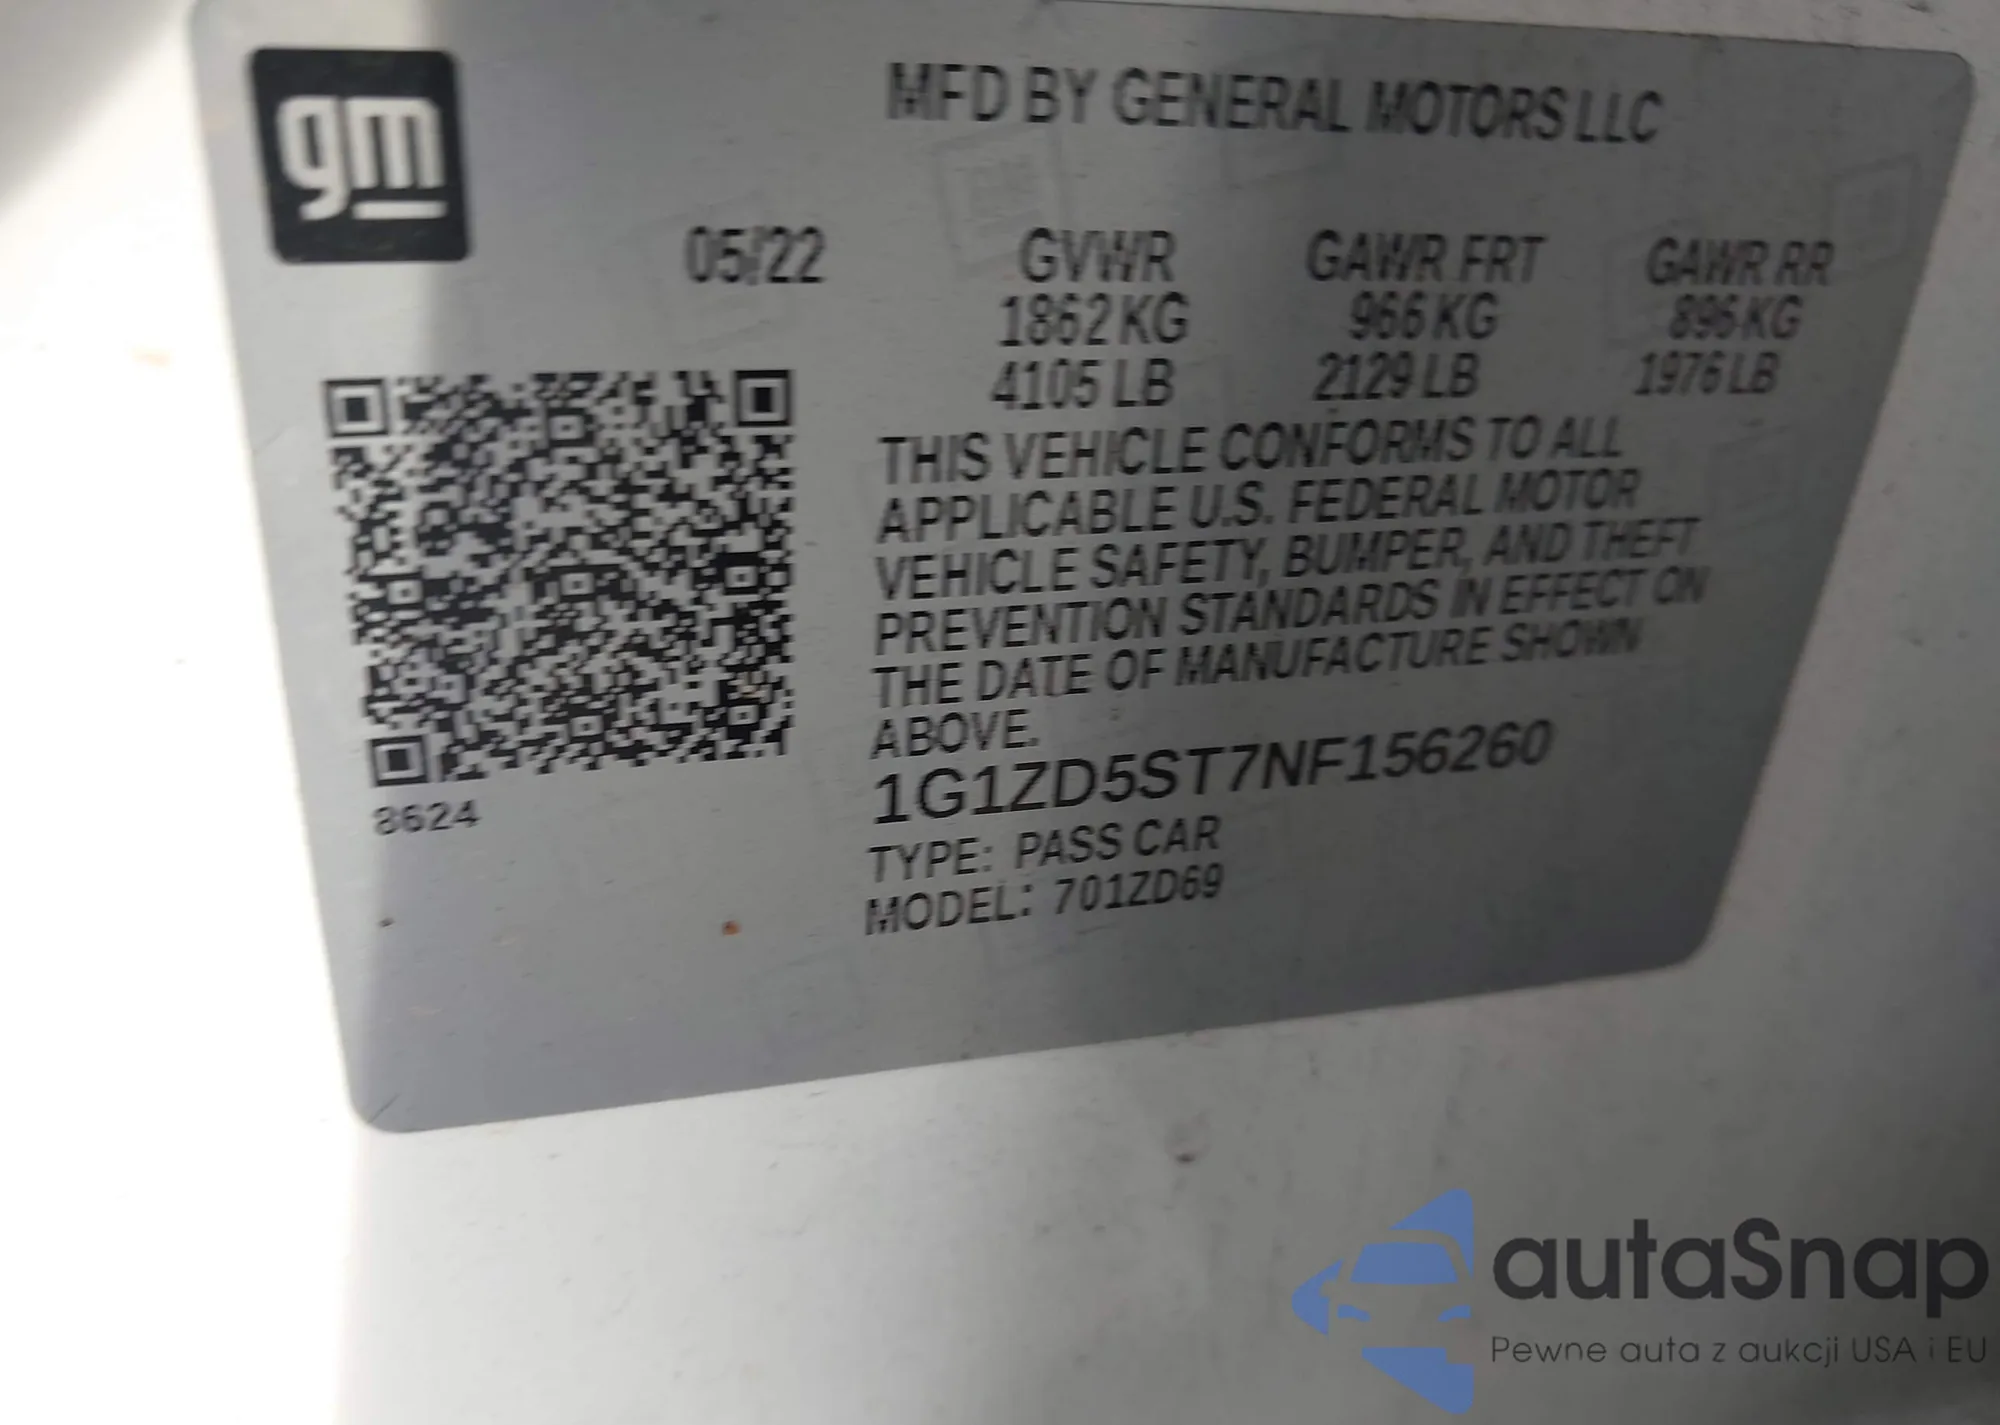 gm
MFD BY GENERAL MOTORS LLC
05/22 GVWR GAWR FRT GAWR RR
1862 KG 966 KG 896 KG
4105 LB 2129 LB 1976 LB
THIS VEHICLE CONFORMS TO ALL
APPLICABLE U.S. FEDERAL MOTOR
VEHICLE SAFETY, BUMPER, AND THEFT
PREVENTION STANDARDS IN EFFECT ON
THE DATE OF MANUFACTURE SHOWN
ABOVE.
1G1ZD5ST7NF156260
TYPE: PASS CAR
MODEL: 701ZD69
8624
autaSnap
Pewne auta z aukcji USA i EU